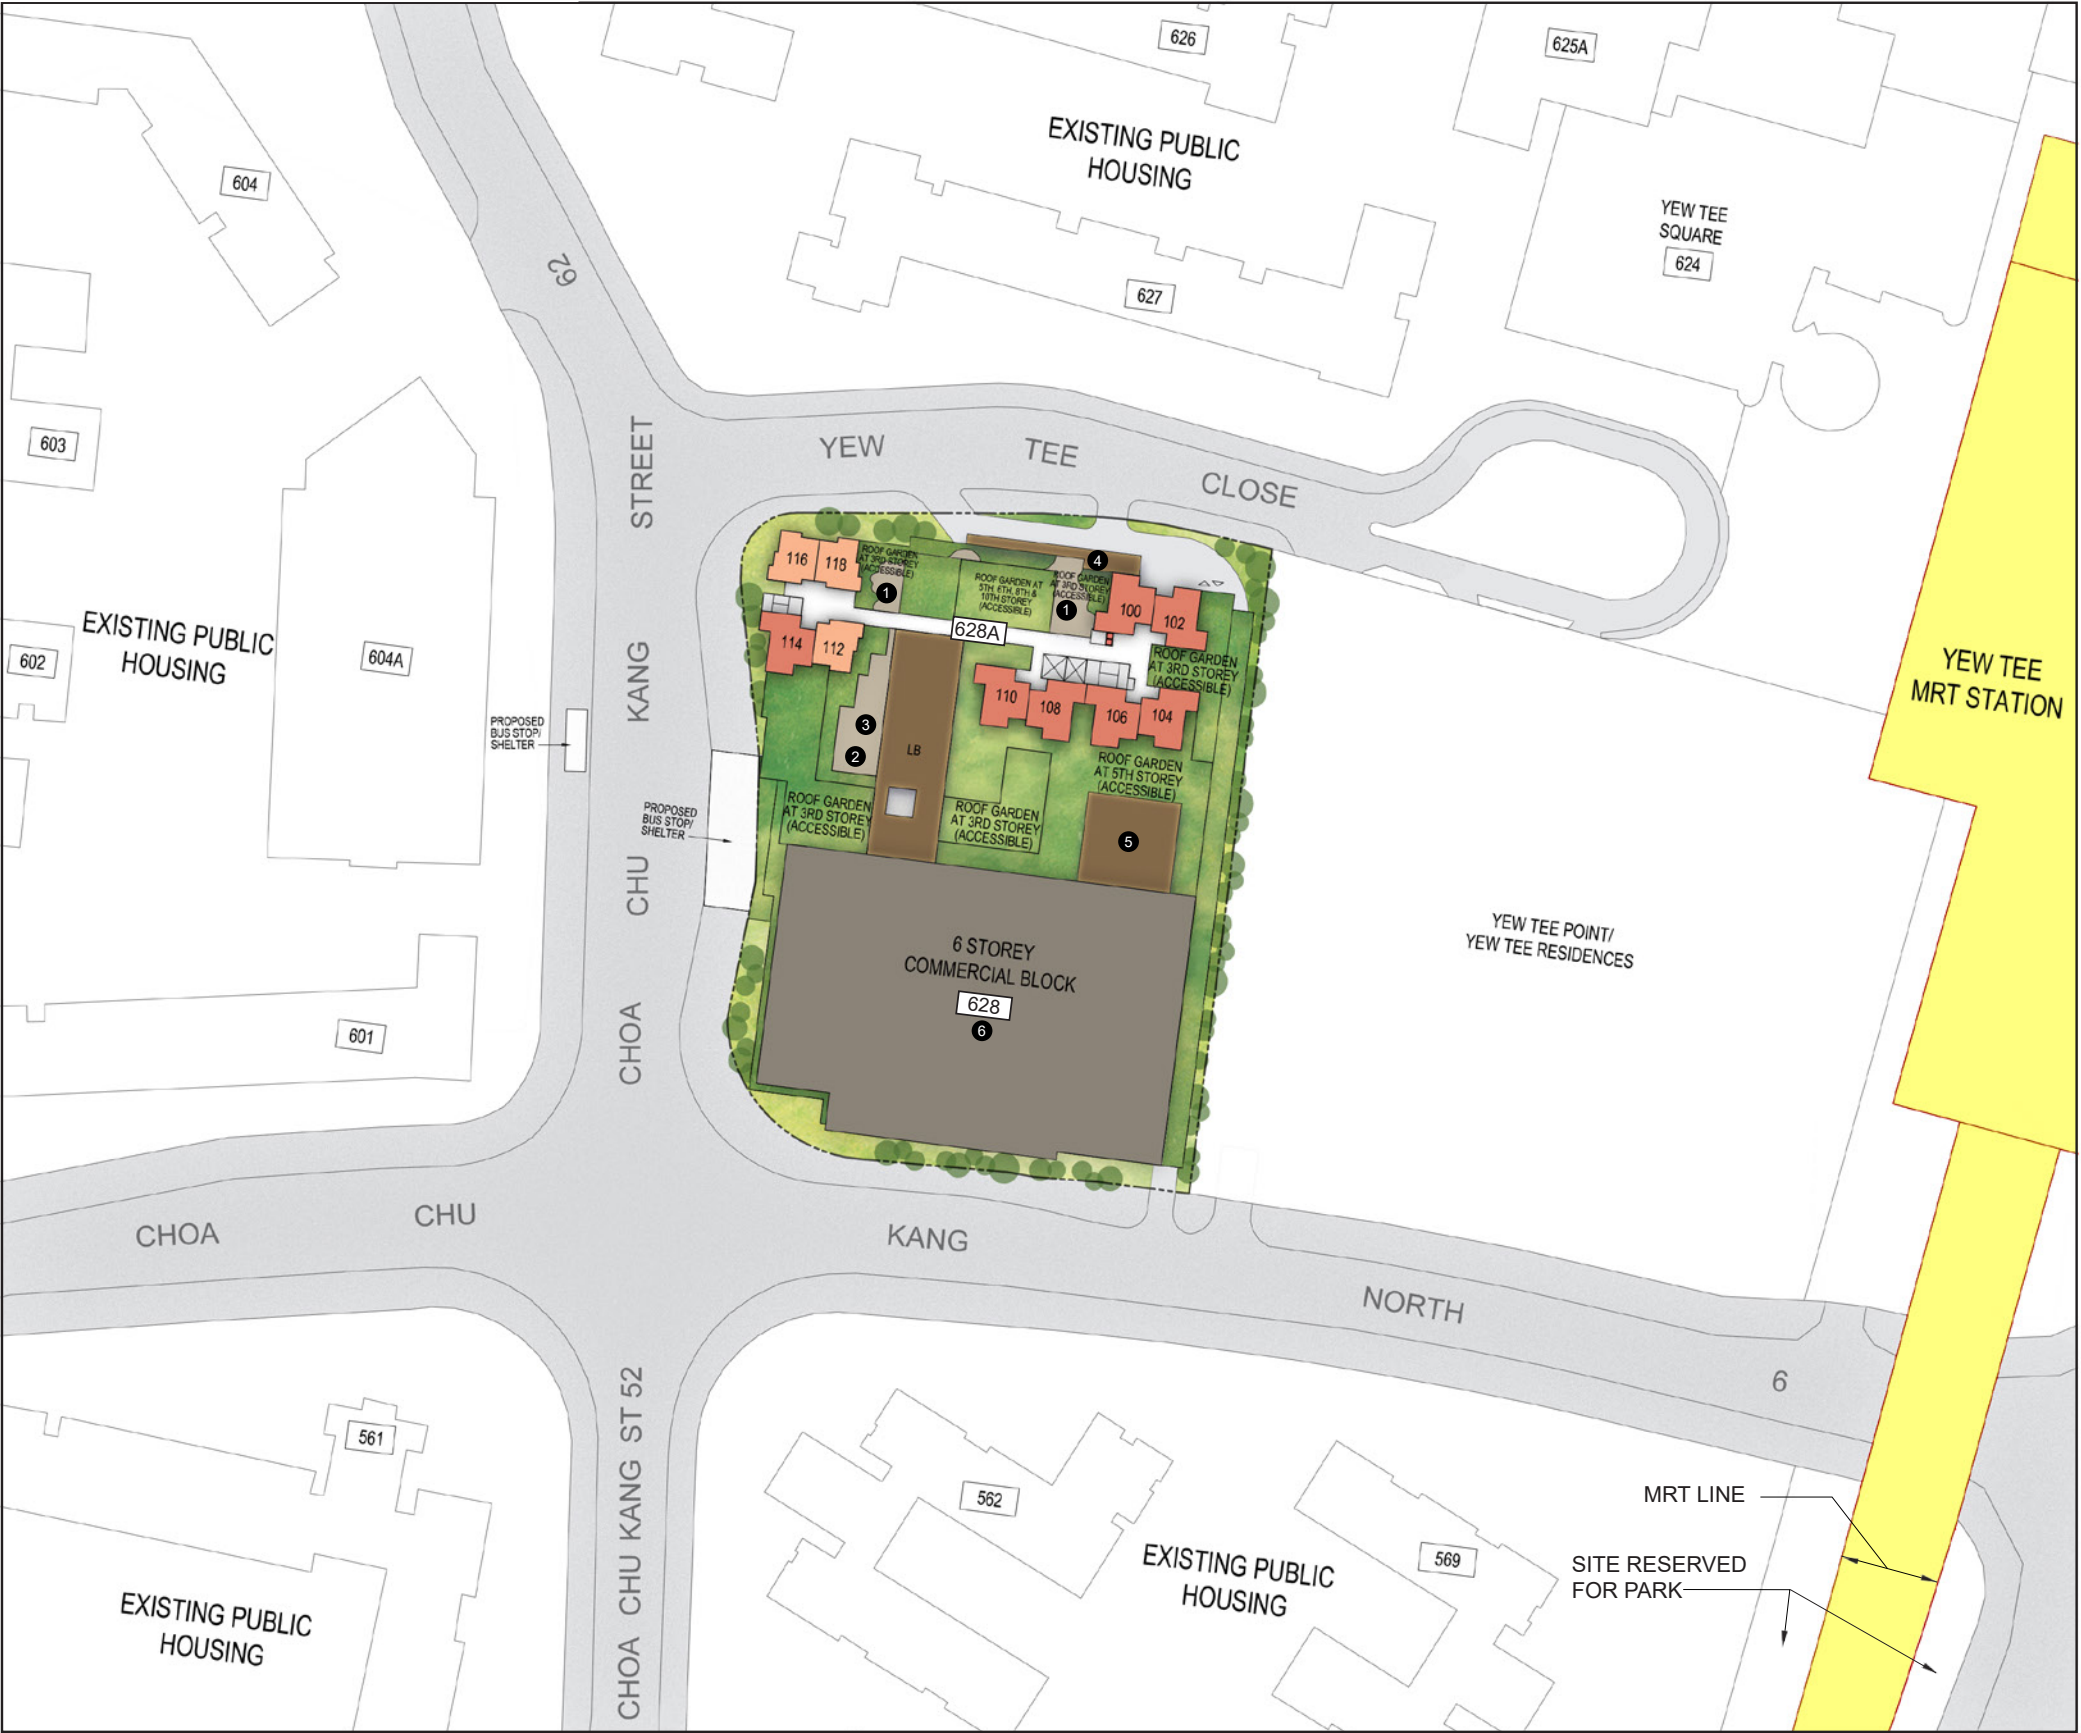 626
625A
EXISTING PUBLIC
HOUSING
604
YEW TEE
SQUARE
624
62
627
603
STREET
YEW
TEE
CLOSE
116
118
ROOF GARDEN
AT 3RD STOREY
(ACCESSIBLE)
1
4
ROOF GARDEN AT
5TH, 6TH, 8TH &
10TH STOREY
(ACCESSIBLE)
ROOF GARDEN
AT 3RD STOREY
(ACCESSIBLE)
1
100
102
628A
114
112
EXISTING PUBLIC
HOUSING
602
604A
KANG
ROOF GARDEN
AT 3RD STOREY
(ACCESSIBLE)
110
108
106
104
YEW TEE
MRT STATION
PROPOSED
BUS STOP/
SHELTER
3
2
LB
ROOF GARDEN
AT 5TH STOREY
(ACCESSIBLE)
PROPOSED
BUS STOP/
SHELTER
ROOF GARDEN
AT 3RD STOREY
(ACCESSIBLE)
ROOF GARDEN
AT 3RD STOREY
(ACCESSIBLE)
5
CHU
6 STOREY
COMMERCIAL BLOCK
628
6
YEW TEE POINT/
YEW TEE RESIDENCES
601
CHOA
CHOA
CHU
KANG
NORTH
6
CHOA CHU KANG ST 52
561
562
569
EXISTING PUBLIC
HOUSING
EXISTING PUBLIC
HOUSING
MRT LINE
SITE RESERVED
FOR PARK